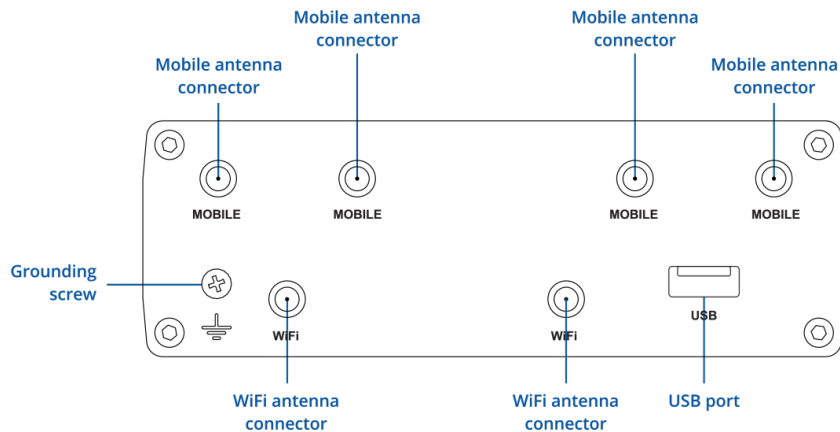 Mobile antenna
connector
Mobile antenna
connector
Mobile antenna
connector
Mobile antenna
connector
MOBILE
MOBILE
MOBILE
MOBILE
Grounding
screw
USB
WiFi
WiFi
WiFi antenna
connector
WiFi antenna
connector
USB port